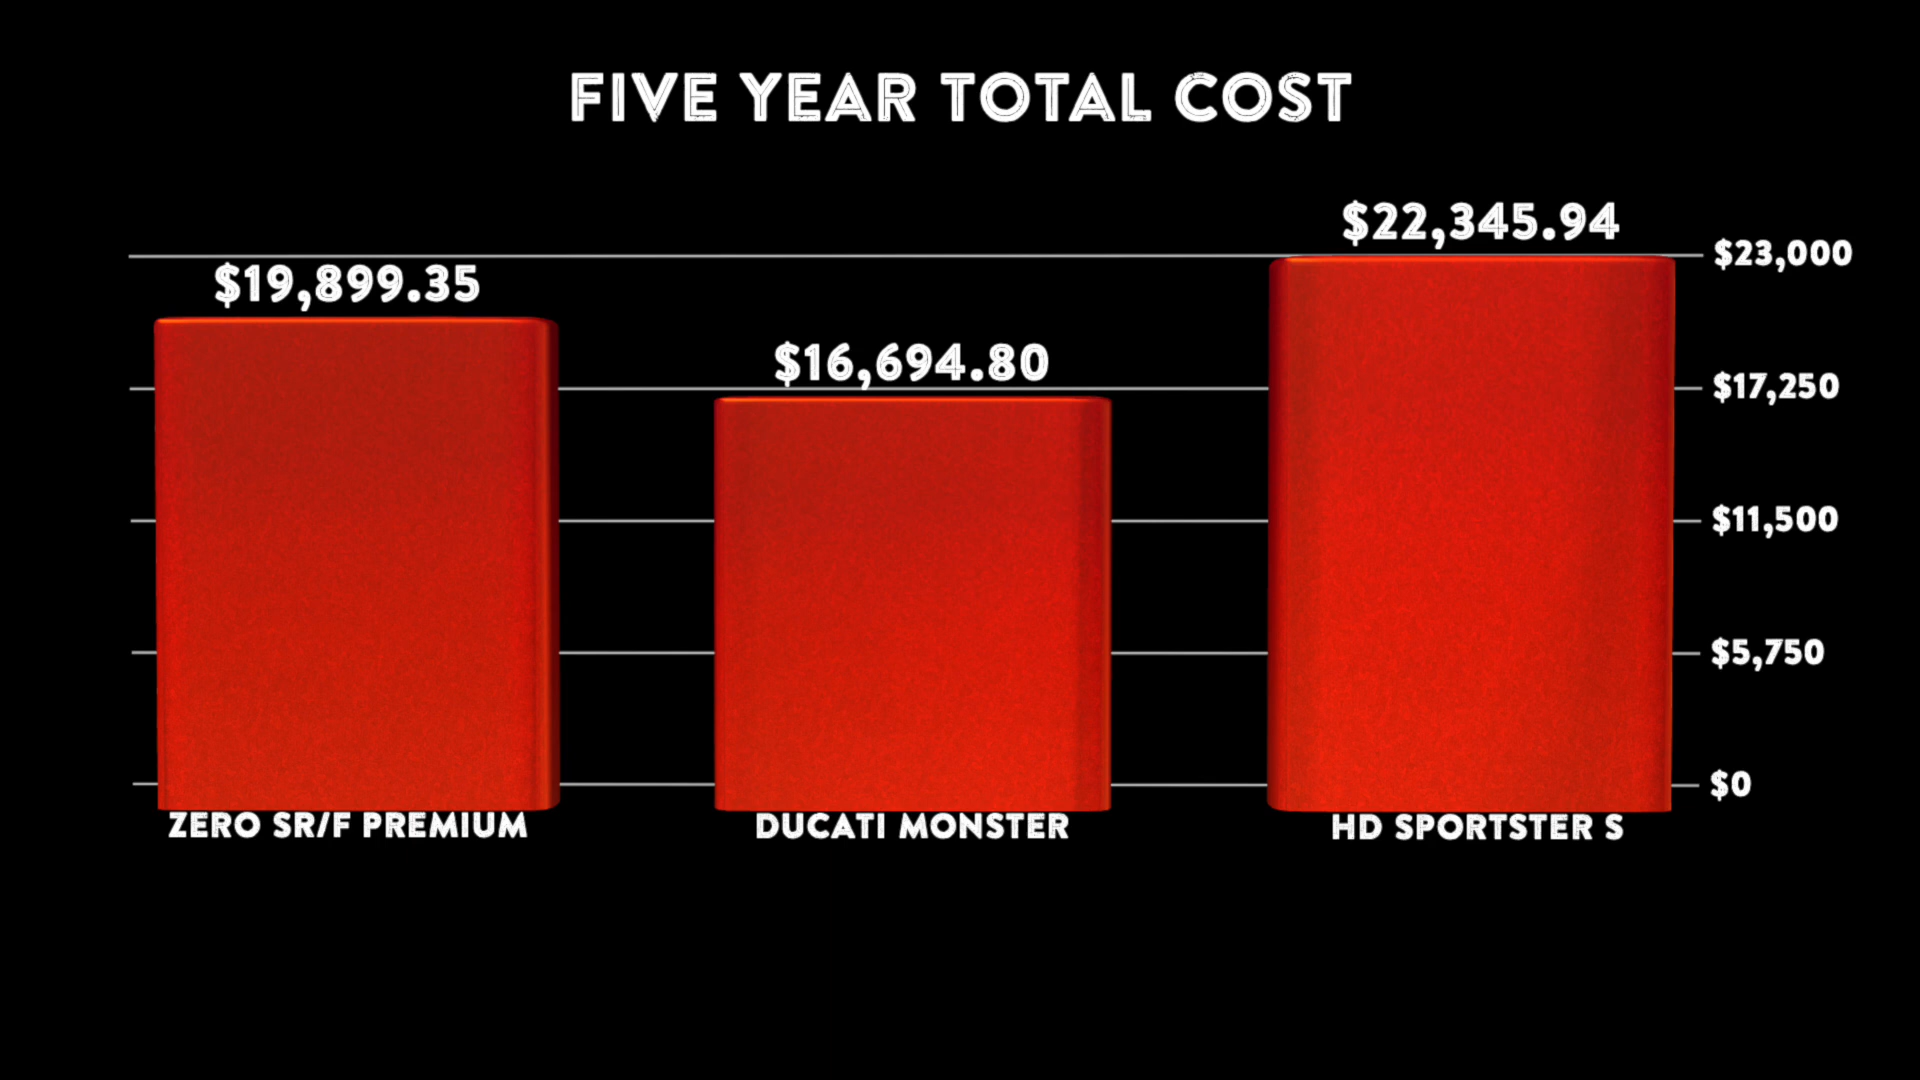 FIVE YEAR TOTAL COST
$22,345.94
$23,000
$19,899.35
$16,694.80
$17,250
$11,500
$5,750
$0
ZERO SR/F PREMIUM
DUCATI MONSTER
HD SPORTSTER S